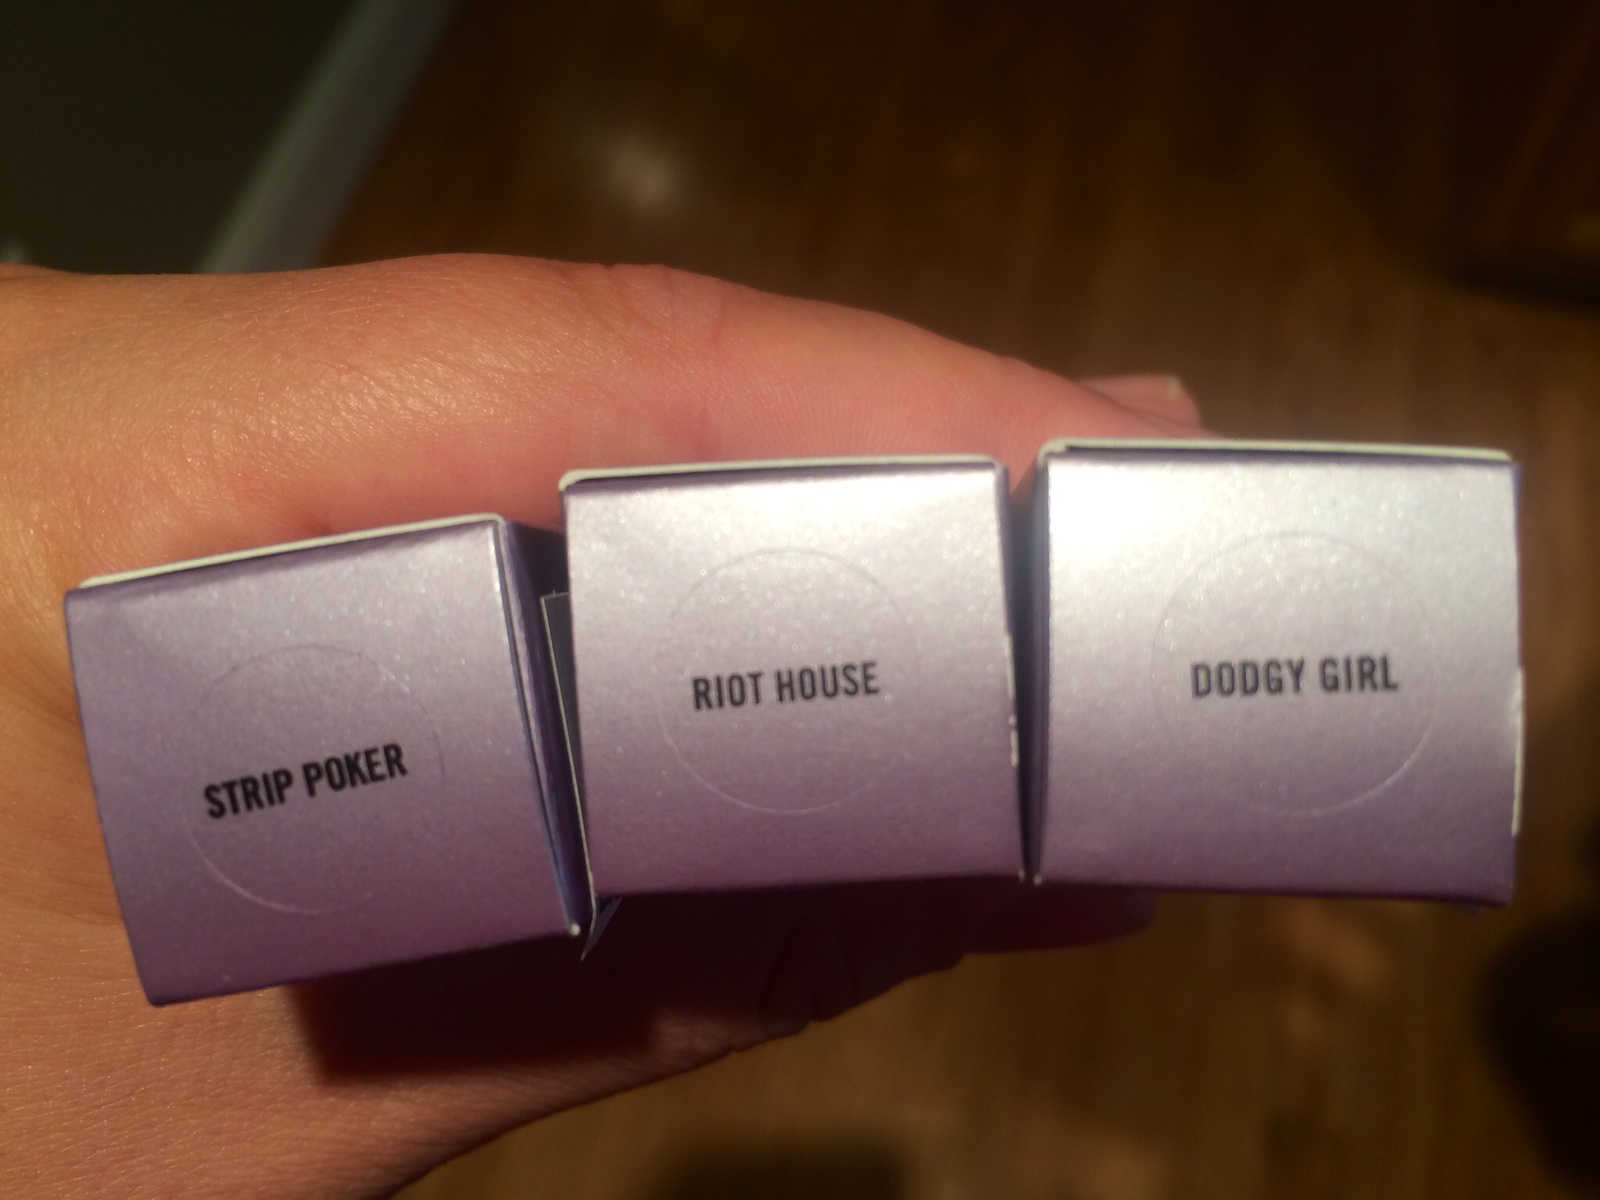 STRIP POKER
RIOT HOUSE
DODGY GIRL